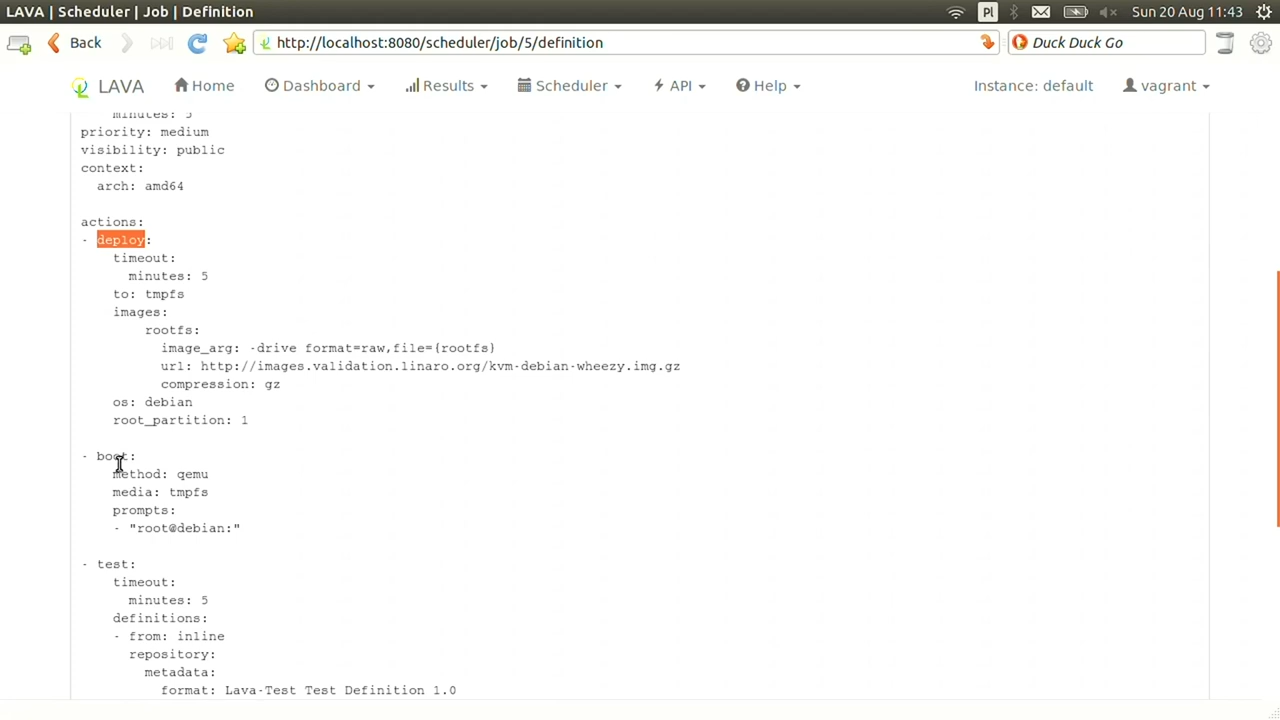 LAVA | Scheduler | Job | Definition
Pl
Sun 20 Aug 11:43
Back
http://localhost:8080/scheduler/job/5/definition
Duck Duck Go
LAVA
Home
Dashboard
Results
Scheduler
API
Help
Instance: default
vagrant
minutes: 5
priority: medium
visibility: public
context:
arch: amd64
actions:
- deploy:
timeout:
minutes: 5
to: tmpfs
images:
rootfs:
image_arg: -drive format=raw,file={rootfs}
url: http://images.validation.linaro.org/kvm-debian-wheezy.img.gz
compression: gz
os: debian
root_partition: 1
- boot:
method: qemu
media: tmpfs
prompts:
- "root@debian:"
- test:
timeout:
minutes: 5
definitions:
- from: inline
repository:
metadata:
format: Lava-Test Test Definition 1.0